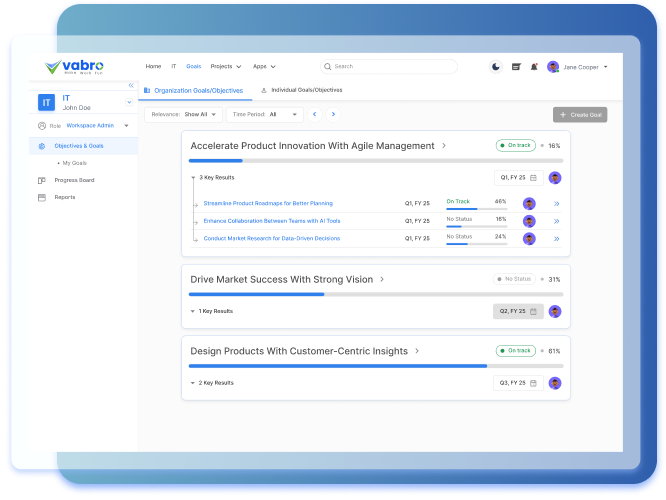 vabro
Make Work Fun
Home IT Goals Projects Apps Search Jane Cooper
IT IT
John Doe
Organization Goals/Objectives Individual Goals/Objectives
Role Workspace Admin
Relevance: Show All Time Period: All + Create Goal
Objectives & Goals
• My Goals
Progress Board
Reports
Accelerate Product Innovation With Agile Management On track 16%
3 Key Results Q1, FY 25
Streamline Product Roadmaps for Better Planning Q1, FY 25 On Track 46%
Enhance Collaboration Between Teams with AI Tools Q1, FY 25 No Status 16%
Conduct Market Research for Data-Driven Decisions Q1, FY 25 No Status 24%
Drive Market Success With Strong Vision No Status 31%
1 Key Results Q2, FY 25
Design Products With Customer-Centric Insights On track 61%
2 Key Results Q3, FY 25